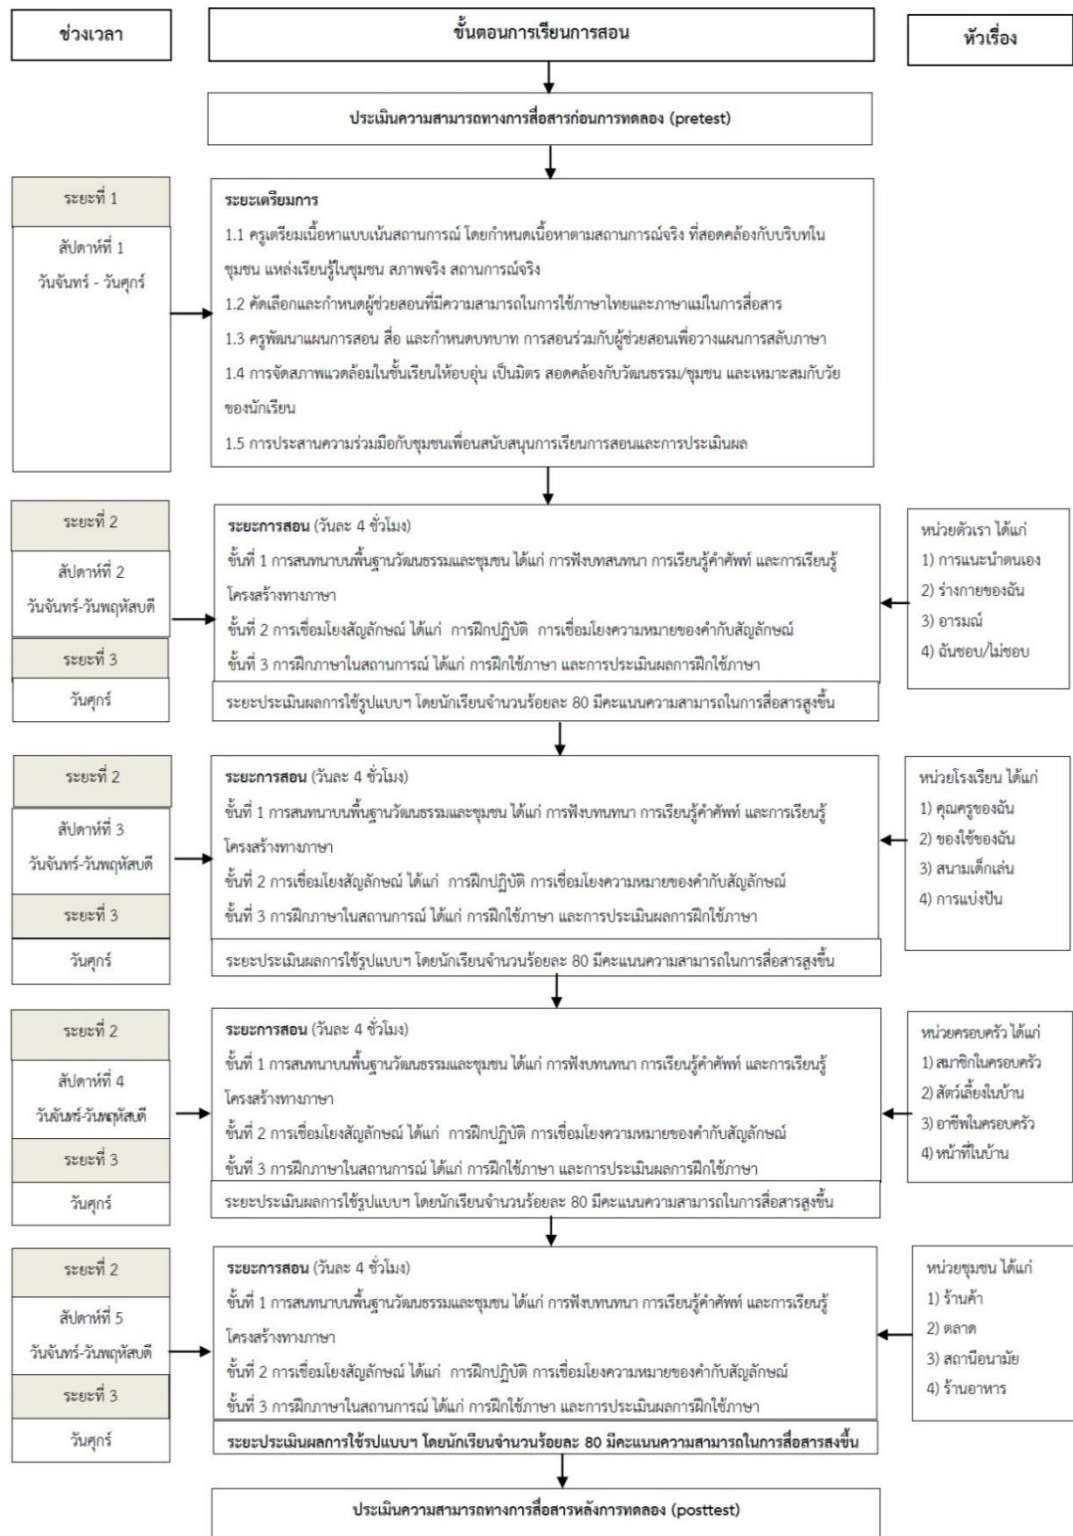 ช่วงเวลา
ขั้นตอนการเรียนการสอน
หัวเรื่อง
ประเมินความสามารถทางการสื่อสารก่อนการทดลอง (pretest)
ระยะที่ 1
สัปดาห์ที่ 1
วันจันทร์ - วันศุกร์
ระยะเตรียมการ
1.1 ครูเตรียมเนื้อหาแบบเน้นสถานการณ์ โดยกำหนดเนื้อหาตามสถานการณ์จริง ที่สอดคล้องกับบริบทใน
ชุมชน แหล่งเรียนรู้ในชุมชน สภาพจริง สถานการณ์จริง
1.2 คัดเลือกและกำหนดผู้ช่วยสอนที่มีความสามารถในการใช้ภาษาไทยและภาษาแม่ในการสื่อสาร
1.3 ครูพัฒนาแผนการสอน สื่อ และกำหนดบทบาท การสอนร่วมกับผู้ช่วยสอนเพื่อวางแผนการสลับภาษา
1.4 การจัดสภาพแวดล้อมในชั้นเรียนให้อบอุ่น เป็นมิตร สอดคล้องกับวัฒนธรรม/ชุมชน และเหมาะสมกับวัย
ของนักเรียน
1.5 การประสานความร่วมมือกับชุมชนเพื่อนสนับสนุนการเรียนการสอนและการประเมินผล
ระยะที่ 2
สัปดาห์ที่ 2
วันจันทร์-วันพฤหัสบดี
ระยะที่ 3
วันศุกร์
ระยะการสอน (วันละ 4 ชั่วโมง)
ขั้นที่ 1 การสนทนาบนพื้นฐานวัฒนธรรมและชุมชน ได้แก่ การฟังบทสนทนา การเรียนรู้คำศัพท์ และการเรียนรู้
โครงสร้างทางภาษา
ขั้นที่ 2 การเชื่อมโยงสัญลักษณ์ ได้แก่ การฝึกปฏิบัติ การเชื่อมโยงความหมายของคำกับสัญลักษณ์
ขั้นที่ 3 การฝึกภาษาในสถานการณ์ ได้แก่ การฝึกใช้ภาษา และการประเมินผลการฝึกใช้ภาษา
ระยะประเมินผลการใช้รูปแบบฯ โดยนักเรียนจำนวนร้อยละ 80 มีคะแนนความสามารถในการสื่อสารสูงขึ้น
หน่วยตัวเรา ได้แก่
1) การแนะนำตนเอง
2) ร่างกายของฉัน
3) อารมณ์
4) ฉันชอบ/ไม่ชอบ
ระยะที่ 2
สัปดาห์ที่ 3
วันจันทร์-วันพฤหัสบดี
ระยะที่ 3
วันศุกร์
ระยะการสอน (วันละ 4 ชั่วโมง)
ขั้นที่ 1 การสนทนาบนพื้นฐานวัฒนธรรมและชุมชน ได้แก่ การฟังบทนทนา การเรียนรู้คำศัพท์ และการเรียนรู้
โครงสร้างทางภาษา
ขั้นที่ 2 การเชื่อมโยงสัญลักษณ์ ได้แก่ การฝึกปฏิบัติ การเชื่อมโยงความหมายของคำกับสัญลักษณ์
ขั้นที่ 3 การฝึกภาษาในสถานการณ์ ได้แก่ การฝึกใช้ภาษา และการประเมินผลการฝึกใช้ภาษา
ระยะประเมินผลการใช้รูปแบบฯ โดยนักเรียนจำนวนร้อยละ 80 มีคะแนนความสามารถในการสื่อสารสูงขึ้น
หน่วยโรงเรียน ได้แก่
1) คุณครูของฉัน
2) ของใช้ของฉัน
3) สนามเด็กเล่น
4) การแบ่งปัน
ระยะที่ 2
สัปดาห์ที่ 4
วันจันทร์-วันพฤหัสบดี
ระยะที่ 3
วันศุกร์
ระยะการสอน (วันละ 4 ชั่วโมง)
ขั้นที่ 1 การสนทนาบนพื้นฐานวัฒนธรรมและชุมชน ได้แก่ การฟังบทนทนา การเรียนรู้คำศัพท์ และการเรียนรู้
โครงสร้างทางภาษา
ขั้นที่ 2 การเชื่อมโยงสัญลักษณ์ ได้แก่ การฝึกปฏิบัติ การเชื่อมโยงความหมายของคำกับสัญลักษณ์
ขั้นที่ 3 การฝึกภาษาในสถานการณ์ ได้แก่ การฝึกใช้ภาษา และการประเมินผลการฝึกใช้ภาษา
ระยะประเมินผลการใช้รูปแบบฯ โดยนักเรียนจำนวนร้อยละ 80 มีคะแนนความสามารถในการสื่อสารสูงขึ้น
หน่วยครอบครัว ได้แก่
1) สมาชิกในครอบครัว
2) สัตว์เลี้ยงในบ้าน
3) อาชีพในครอบครัว
4) หน้าที่ในบ้าน
ระยะที่ 2
สัปดาห์ที่ 5
วันจันทร์-วันพฤหัสบดี
ระยะที่ 3
วันศุกร์
ระยะการสอน (วันละ 4 ชั่วโมง)
ขั้นที่ 1 การสนทนาบนพื้นฐานวัฒนธรรมและชุมชน ได้แก่ การฟังบทนทนา การเรียนรู้คำศัพท์ และการเรียนรู้
โครงสร้างทางภาษา
ขั้นที่ 2 การเชื่อมโยงสัญลักษณ์ ได้แก่ การฝึกปฏิบัติ การเชื่อมโยงความหมายของคำกับสัญลักษณ์
ขั้นที่ 3 การฝึกภาษาในสถานการณ์ ได้แก่ การฝึกใช้ภาษา และการประเมินผลการฝึกใช้ภาษา
ระยะประเมินผลการใช้รูปแบบฯ โดยนักเรียนจำนวนร้อยละ 80 มีคะแนนความสามารถในการสื่อสารสูงขึ้น
หน่วยชุมชน ได้แก่
1) ร้านค้า
2) ตลาด
3) สถานีอนามัย
4) ร้านอาหาร
ประเมินความสามารถทางการสื่อสารหลังการทดลอง (posttest)